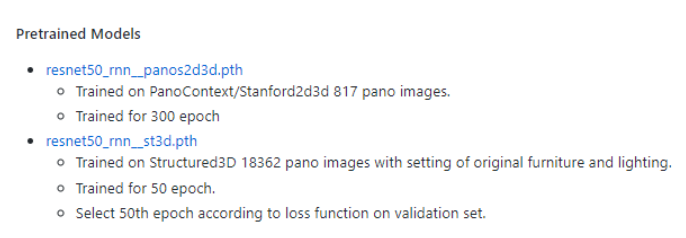 Pretrained Models
resnet50_rnn__panos2d3d.pth
Trained on PanoContext/Stanford2d3d 817 pano images.
Trained for 300 epoch
resnet50_rnn__st3d.pth
Trained on Structured3D 18362 pano images with setting of original furniture and lighting.
Trained for 50 epoch.
Select 50th epoch according to loss function on validation set.